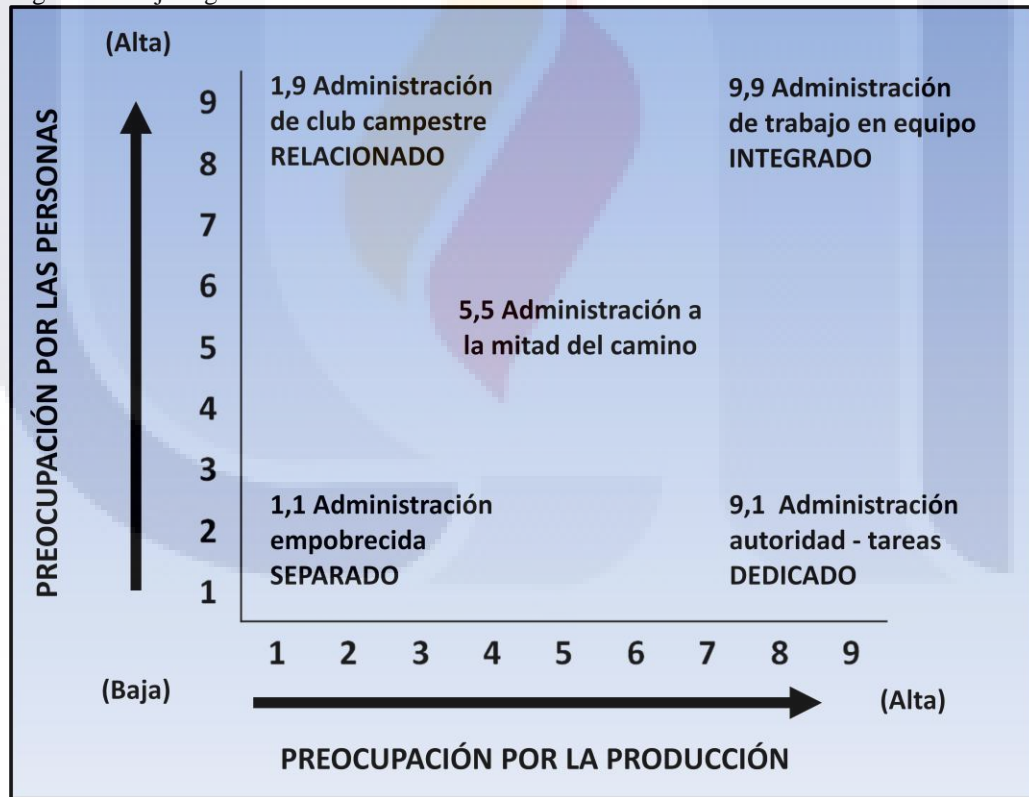 (Alta)
PREOCUPACIÓN POR LAS PERSONAS
9
8
7
6
5
4
3
2
1
(Baja)
1,9 Administración
de club campestre
RELACIONADO
9,9 Administración
de trabajo en equipo
INTEGRADO
5,5 Administración a
la mitad del camino
1,1 Administración
empobrecida
SEPARADO
9,1 Administración
autoridad - tareas
DEDICADO
1 2 3 4 5 6 7 8 9
(Alta)
PREOCUPACIÓN POR LA PRODUCCIÓN